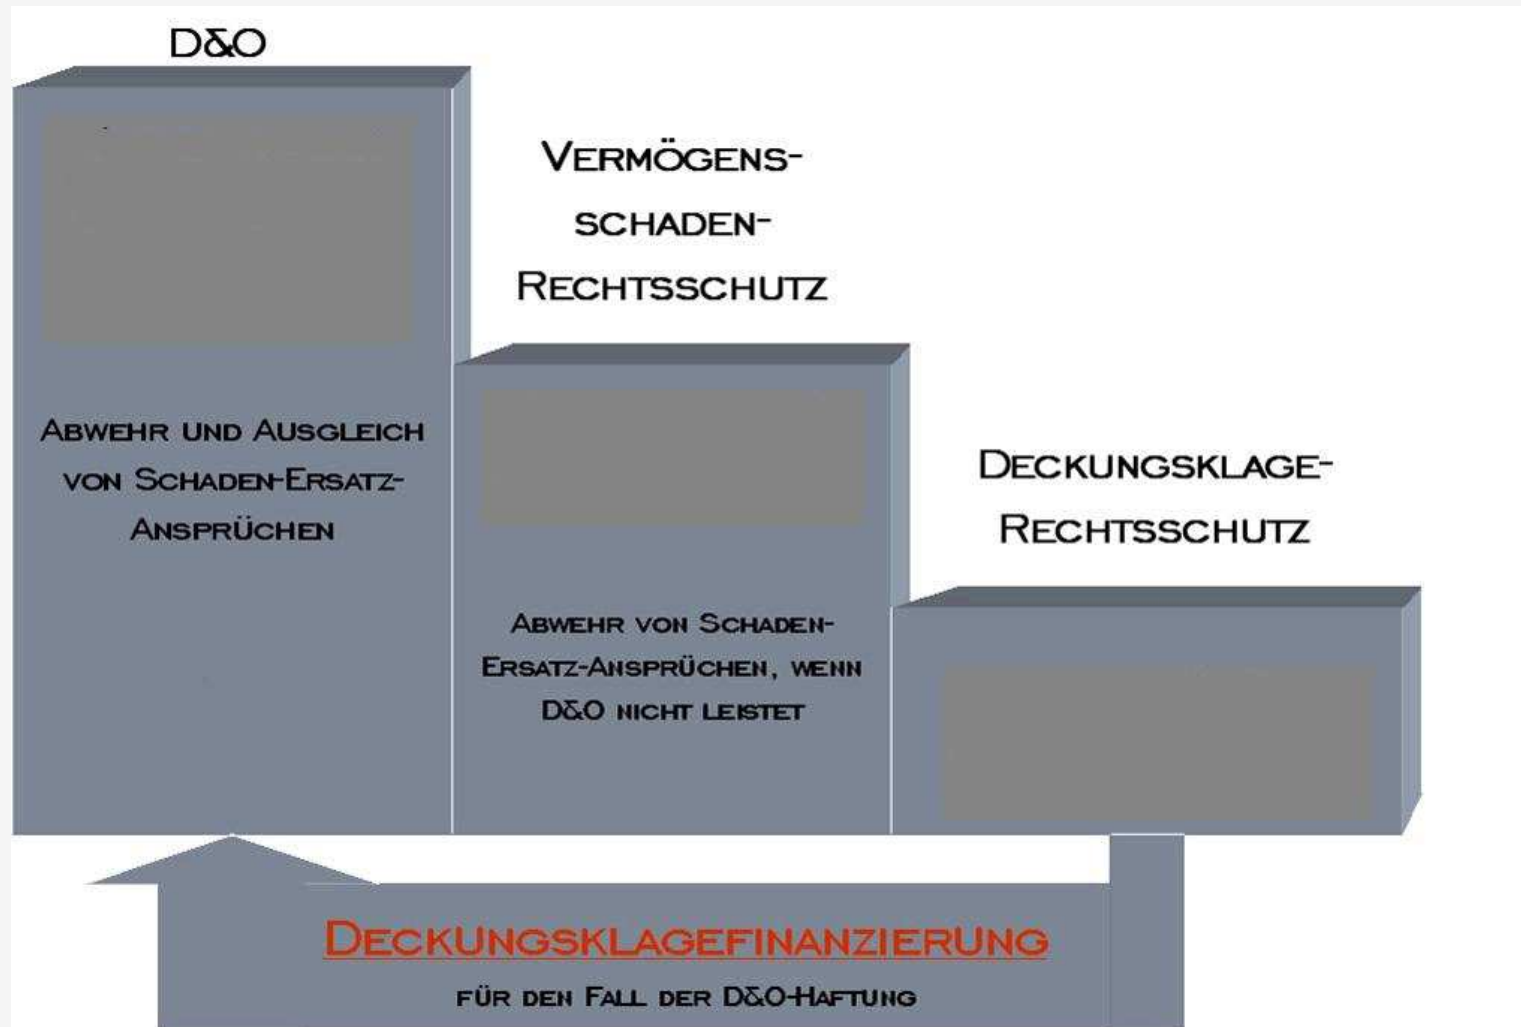 D&O
VERMÖGENS-
SCHADEN-
RECHTSSCHUTZ
ABWEHR UND AUSGLEICH
VON SCHADEN-ERSATZ-
ANSPRÜCHEN
DECKUNGSKLAGE-
RECHTSSCHUTZ
ABWEHR VON SCHADEN-
ERSATZ-ANSPRÜCHEN, WENN
D&O NICHT LEISTET
DECKUNGSKLAGEFINANZIERUNG
FÜR DEN FALL DER D&O-HAFTUNG